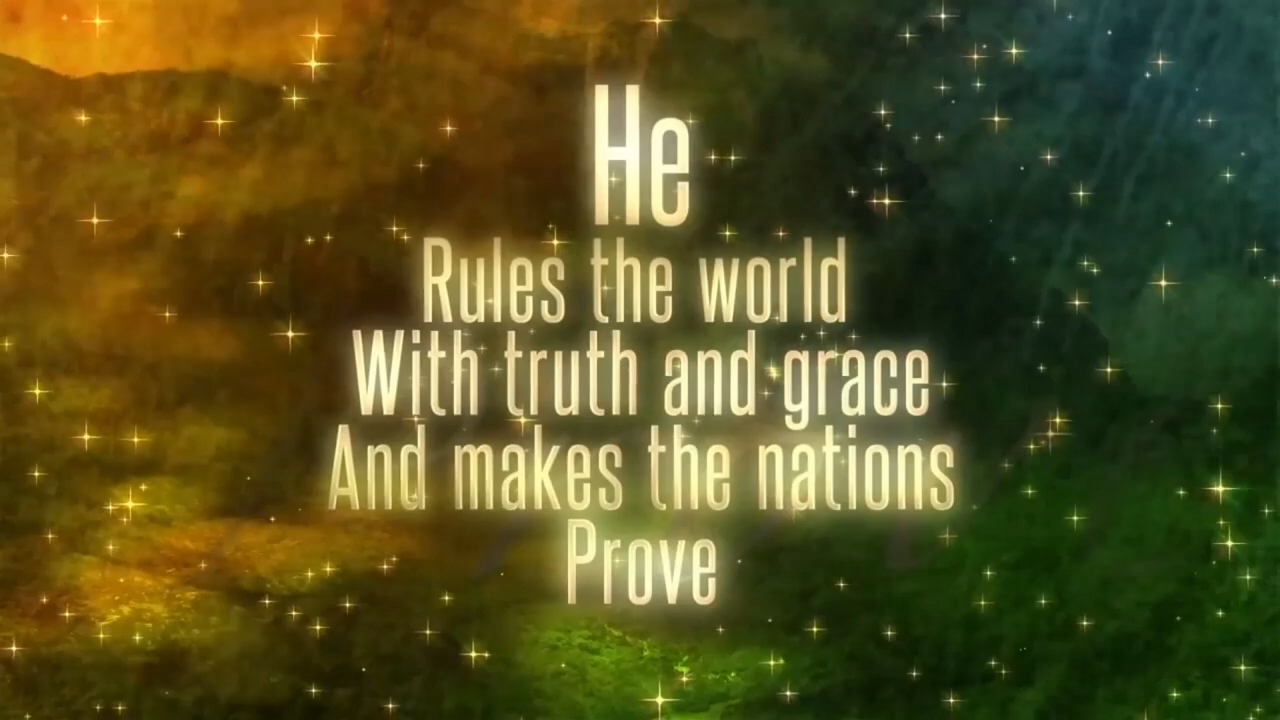 He
Rules the world
With truth and grace
And makes the nations
Prove